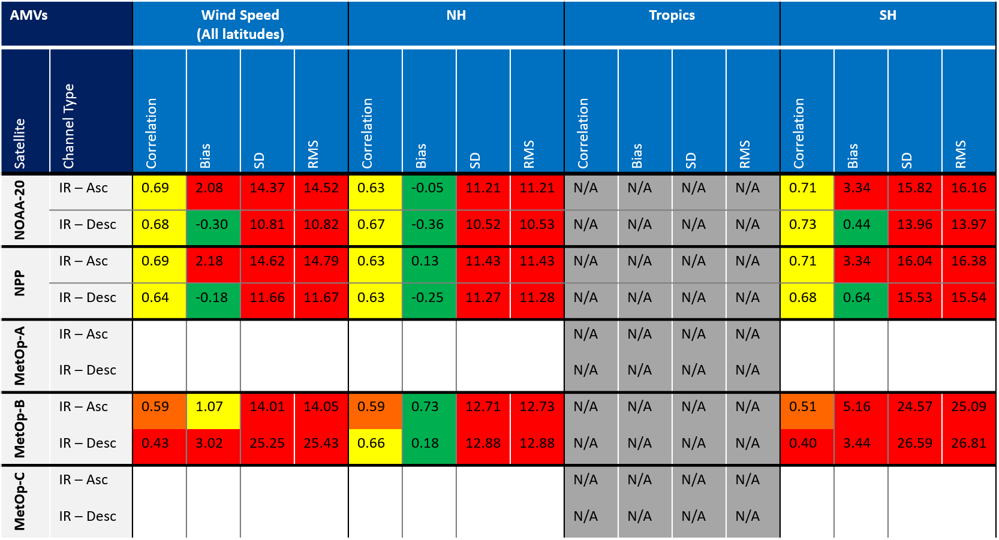 AMVs Wind Speed NH Tropics SH
(All latitudes)
Satellite Channel Type Correlation Bias SD RMS Correlation Bias SD RMS Correlation Bias SD RMS Correlation Bias SD RMS
NOAA-20
IR – Asc 0.69 2.08 14.37 14.52 0.63 -0.05 11.21 11.21 N/A N/A N/A N/A 0.71 3.34 15.82 16.16
IR – Desc 0.68 -0.30 10.81 10.82 0.67 -0.36 10.52 10.53 N/A N/A N/A N/A 0.73 0.44 13.96 13.97
NPP
IR – Asc 0.69 2.18 14.62 14.79 0.63 0.13 11.43 11.43 N/A N/A N/A N/A 0.71 3.34 16.04 16.38
IR – Desc 0.64 -0.18 11.66 11.67 0.63 -0.25 11.27 11.28 N/A N/A N/A N/A 0.68 0.64 15.53 15.54
MetOp-A
IR – Asc N/A N/A N/A N/A
IR – Desc N/A N/A N/A N/A
MetOp-B
IR – Asc 0.59 1.07 14.01 14.05 0.59 0.73 12.71 12.73 N/A N/A N/A N/A 0.51 5.16 24.57 25.09
IR – Desc 0.43 3.02 25.25 25.43 0.66 0.18 12.88 12.88 N/A N/A N/A N/A 0.40 3.44 26.59 26.81
MetOp-C
IR – Asc N/A N/A N/A N/A
IR – Desc N/A N/A N/A N/A